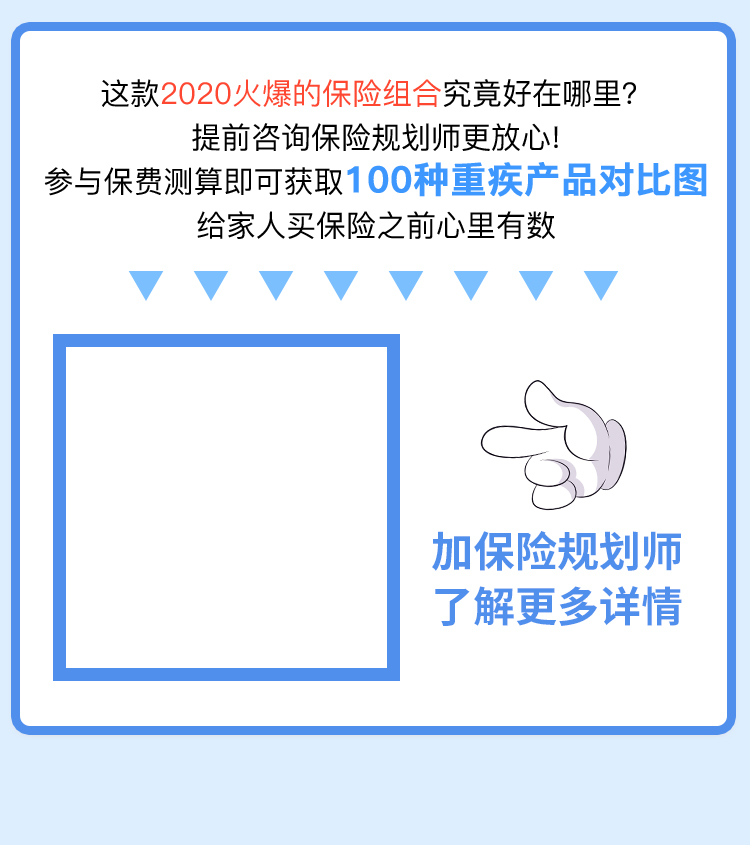 这款2020火爆的保险组合究竟好在哪里?
提前咨询保险规划师更放心!
参与保费测算即可获取100种重疾产品对比图
给家人买保险之前心里有数
加保险规划师
了解更多详情